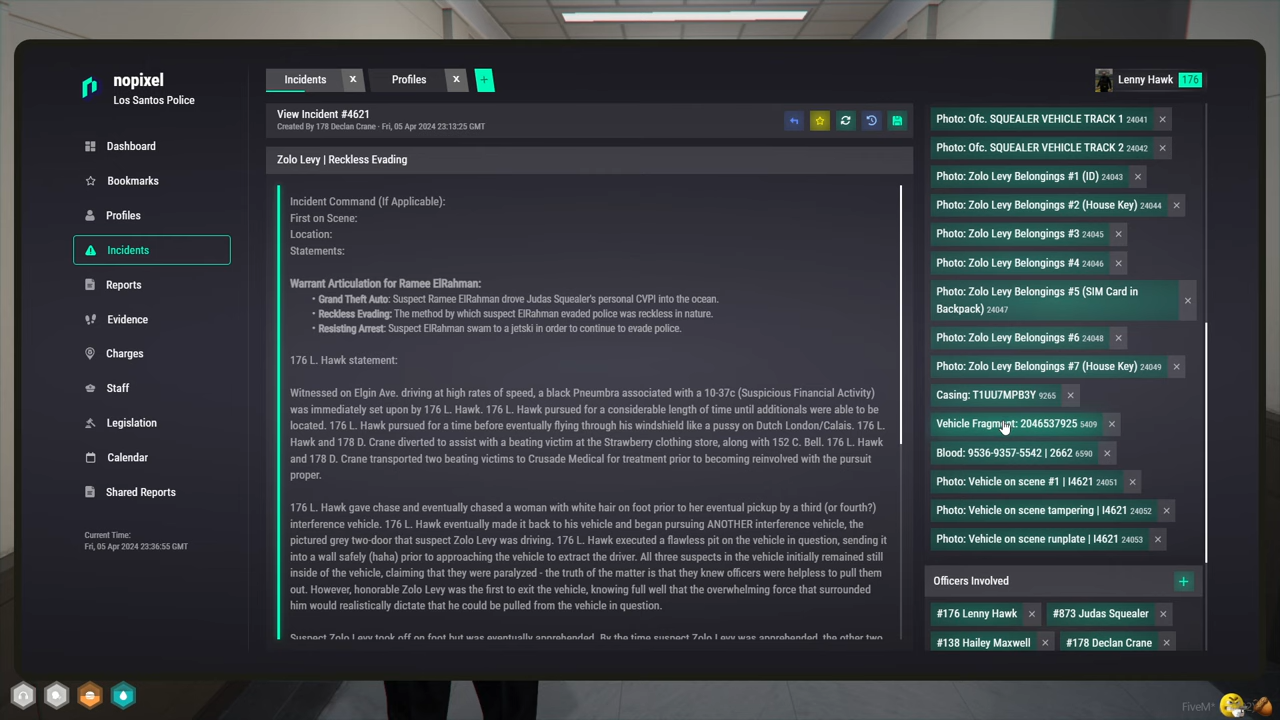 nopixel
Los Santos Police
Incidents x
Profiles x
+
Lenny Hawk 176
Dashboard
Bookmarks
Profiles
Incidents
Reports
Evidence
Charges
Staff
Legislation
Calendar
Shared Reports
Current Time:
Fri, 05 Apr 2024 23:36:55 GMT
View Incident #4621
Created By 178 Declan Crane · Fri, 05 Apr 2024 23:13:25 GMT
Zolo Levy | Reckless Evading
Incident Command (If Applicable):
First on Scene:
Location:
Statements:
Warrant Articulation for Ramee ElRahman:
• Grand Theft Auto: Suspect Ramee ElRahman drove Judas Squealer's personal CVPI into the ocean.
• Reckless Evading: The method by which suspect ElRahman evaded police was reckless in nature.
• Resisting Arrest: Suspect ElRahman swam to a jetski in order to continue to evade police.
176 L. Hawk statement:
Witnessed on Elgin Ave. driving at high rates of speed, a black Pneumbra associated with a 10-37c (Suspicious Financial Activity)
was immediately set upon by 176 L. Hawk. 176 L. Hawk pursued for a considerable length of time until additionals were able to be
located. 176 L. Hawk pursued for a time before eventually flying through his windshield like a pussy on Dutch London/Calais. 176 L.
Hawk and 178 D. Crane diverted to assist with a beating victim at the Strawberry clothing store, along with 152 C. Bell. 176 L. Hawk
and 178 D. Crane transported two beating victims to Crusade Medical for treatment prior to becoming reinvolved with the pursuit
proper.
176 L. Hawk gave chase and eventually chased a woman with white hair on foot prior to her eventual pickup by a third (or fourth?)
interference vehicle. 176 L. Hawk eventually made it back to his vehicle and began pursuing ANOTHER interference vehicle, the
pictured grey two-door that suspect Zolo Levy was driving. 176 L. Hawk executed a flawless pit on the vehicle in question, sending it
into a wall safely (haha) prior to approaching the vehicle to extract the driver. All three suspects in the vehicle initially remained still
inside of the vehicle, claiming that they were paralyzed - the truth of the matter is that they knew officers were helpless to pull them
out. However, honorable Zolo Levy was the first to exit the vehicle, knowing full well that the overwhelming force that surrounded
him would realistically dictate that he could be pulled from the vehicle in question.
Suspect Zolo Levy took off on foot but was eventually apprehended. By the time suspect Zolo Levy was apprehended, the other two
Photo: Ofc. SQUEALER VEHICLE TRACK 1 24041 x
Photo: Ofc. SQUEALER VEHICLE TRACK 2 24042 x
Photo: Zolo Levy Belongings #1 (ID) 24043 x
Photo: Zolo Levy Belongings #2 (House Key) 24044 x
Photo: Zolo Levy Belongings #3 24045 x
Photo: Zolo Levy Belongings #4 24046 x
Photo: Zolo Levy Belongings #5 (SIM Card in
Backpack) 24047 x
Photo: Zolo Levy Belongings #6 24048 x
Photo: Zolo Levy Belongings #7 (House Key) 24049 x
Casing: T1UU7MPB3Y 9265 x
Vehicle Fragment: 2046537925 5409 x
Blood: 9536-9357-5542 | 2662 6590 x
Photo: Vehicle on scene #1 | I4621 24051 x
Photo: Vehicle on scene tampering | I4621 24052 x
Photo: Vehicle on scene runplate | I4621 24053 x
Officers Involved +
#176 Lenny Hawk x #873 Judas Squealer x
#138 Hailey Maxwell x #178 Declan Crane x
FiveM*